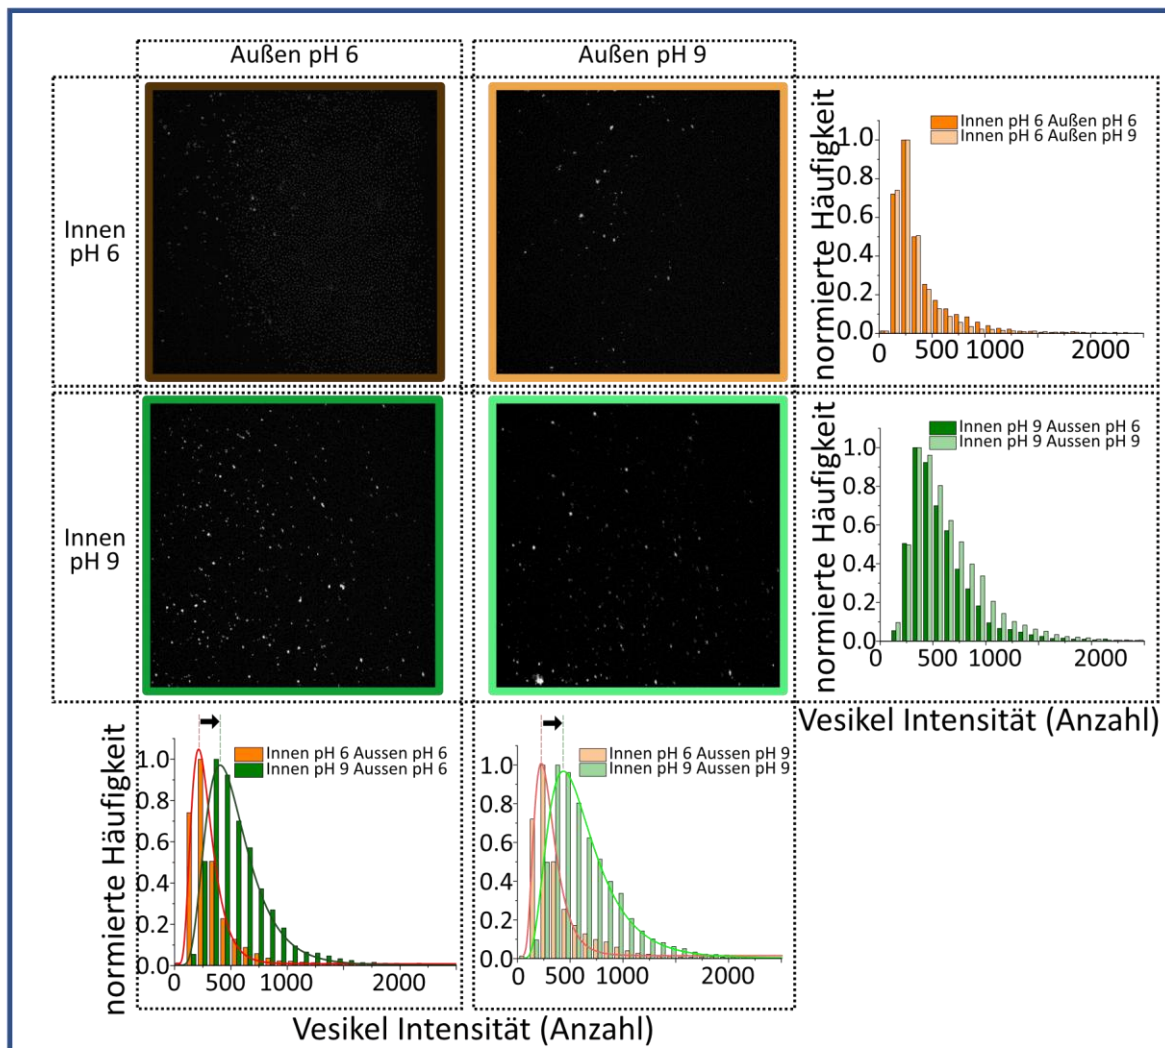 Außen pH 6
Außen pH 9
Innen
pH 6
normierte Häufigkeit
Innen pH 6 Außen pH 6
Innen pH 6 Außen pH 9
1.0
0.8
0.6
0.4
0.2
0.0
0 500 1000 2000
Innen
pH 9
normierte Häufigkeit
Innen pH 9 Aussen pH 6
Innen pH 9 Aussen pH 9
1.0
0.8
0.6
0.4
0.2
0.0
0 500 1000 2000
Vesikel Intensität (Anzahl)
normierte Häufigkeit
Innen pH 6 Aussen pH 6
Innen pH 9 Aussen pH 6
1.0
0.8
0.6
0.4
0.2
0.0
0 500 1000 2000
Innen pH 6 Aussen pH 9
Innen pH 9 Aussen pH 9
1.0
0.8
0.6
0.4
0.2
0.0
0 500 1000 2000
Vesikel Intensität (Anzahl)